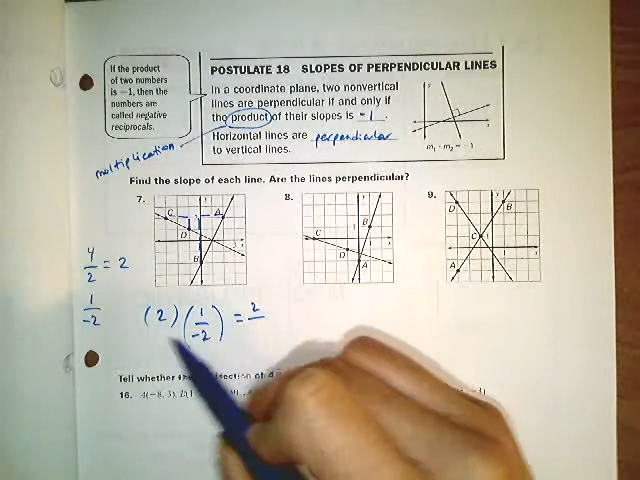 If the product
of two numbers
is −1, then the
numbers are
called negative
reciprocals.
POSTULATE 18 SLOPES OF PERPENDICULAR LINES
In a coordinate plane, two nonvertical
lines are perpendicular if and only if
the product of their slopes is -1.
Horizontal lines are perpendicular
to vertical lines.
m₁ · m₂ = −1
multiplication
Find the slope of each line. Are the lines perpendicular?
7.
C
A
D
B
x
8.
y
C
B
D
A
x
9.
D
B
C
A
4/2 = 2
1/-2
(2)(1/-2) = 2
Tell whether the
16. A(−8, 3),